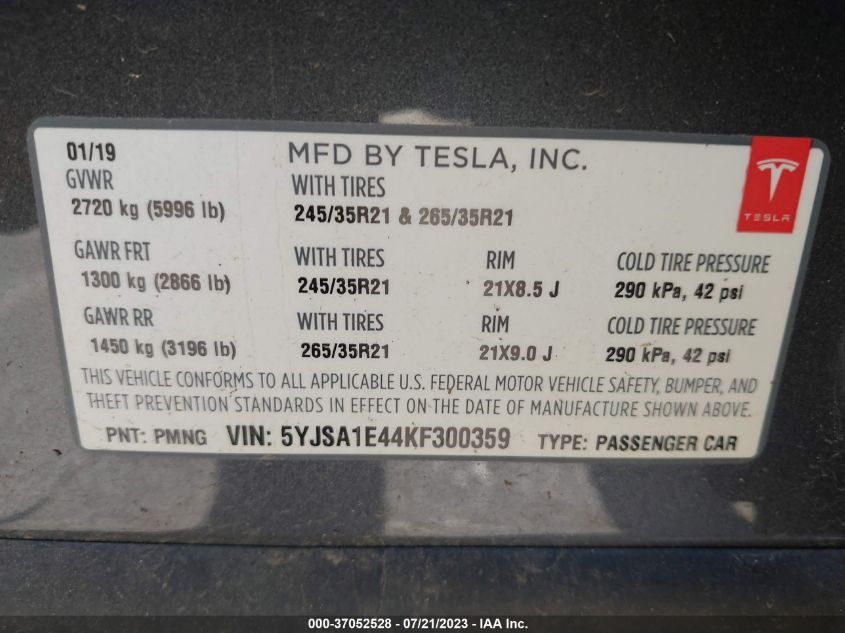 01/19 MFD BY TESLA, INC.
GVWR WITH TIRES
2720 kg (5996 lb) 245/35R21 & 265/35R21
TESLA
GAWR FRT WITH TIRES RIM COLD TIRE PRESSURE
1300 kg (2866 lb) 245/35R21 21X8.5 J 290 kPa, 42 psi
GAWR RR WITH TIRES RIM COLD TIRE PRESSURE
1450 kg (3196 lb) 265/35R21 21X9.0 J 290 kPa, 42 psi
THIS VEHICLE CONFORMS TO ALL APPLICABLE U.S. FEDERAL MOTOR VEHICLE SAFETY, BUMPER, AND
THEFT PREVENTION STANDARDS IN EFFECT ON THE DATE OF MANUFACTURE SHOWN ABOVE.
PNT: PMNG VIN: 5YJSA1E44KF300359 TYPE: PASSENGER CAR
000-37052528 - 07/21/2023 - IAA Inc.